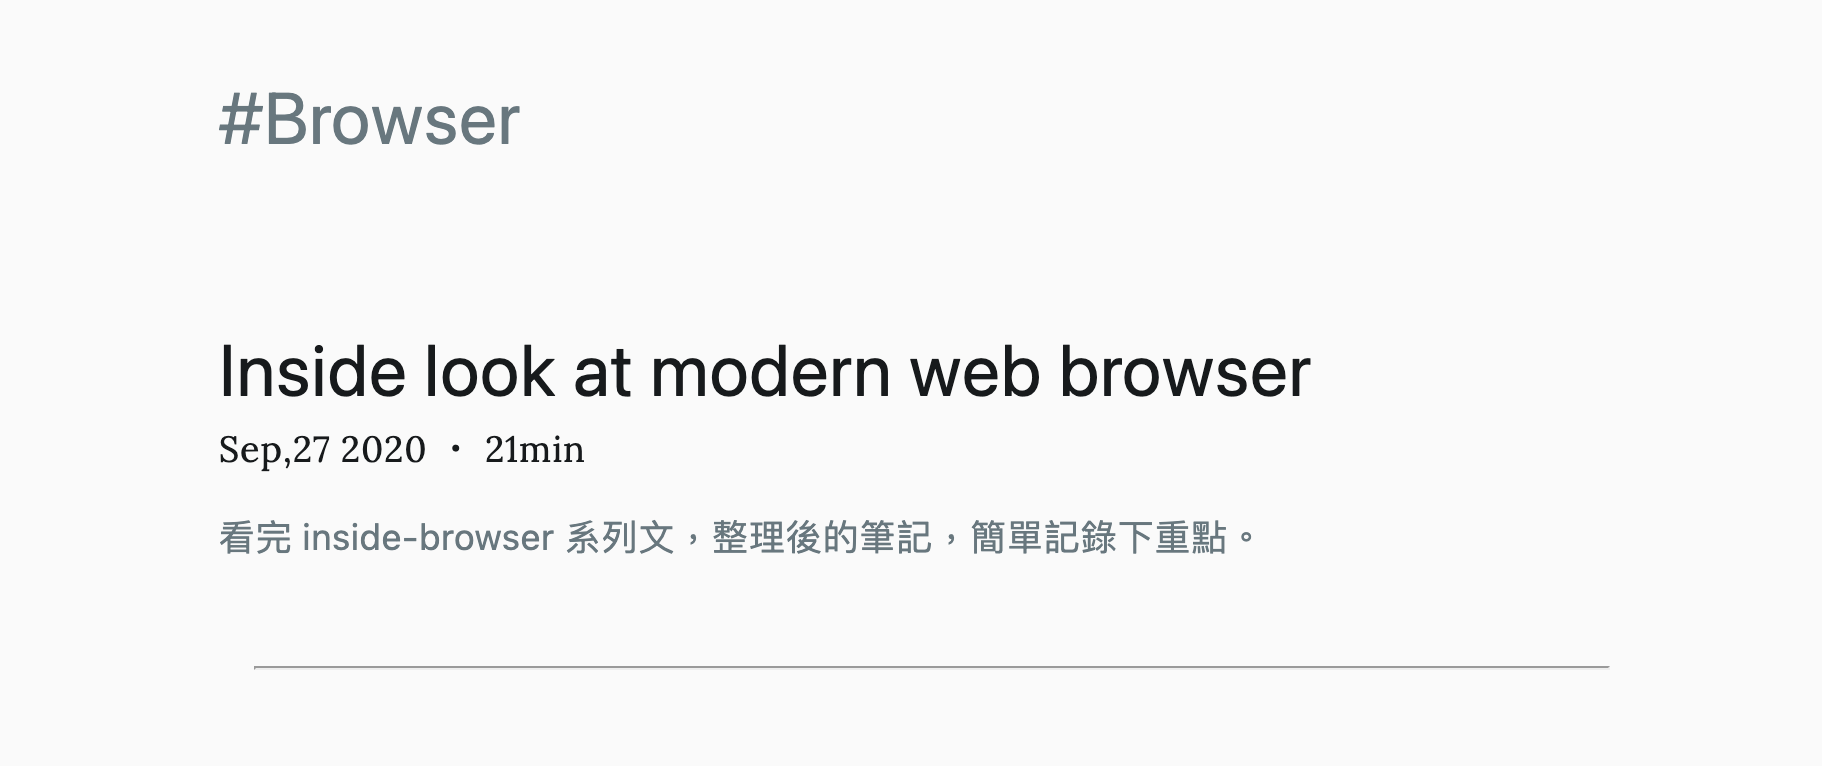 #Browser
Inside look at modern web browser
Sep,27 2020 ・ 21min
看完 inside-browser 系列文，整理後的筆記，簡單記錄下重點。